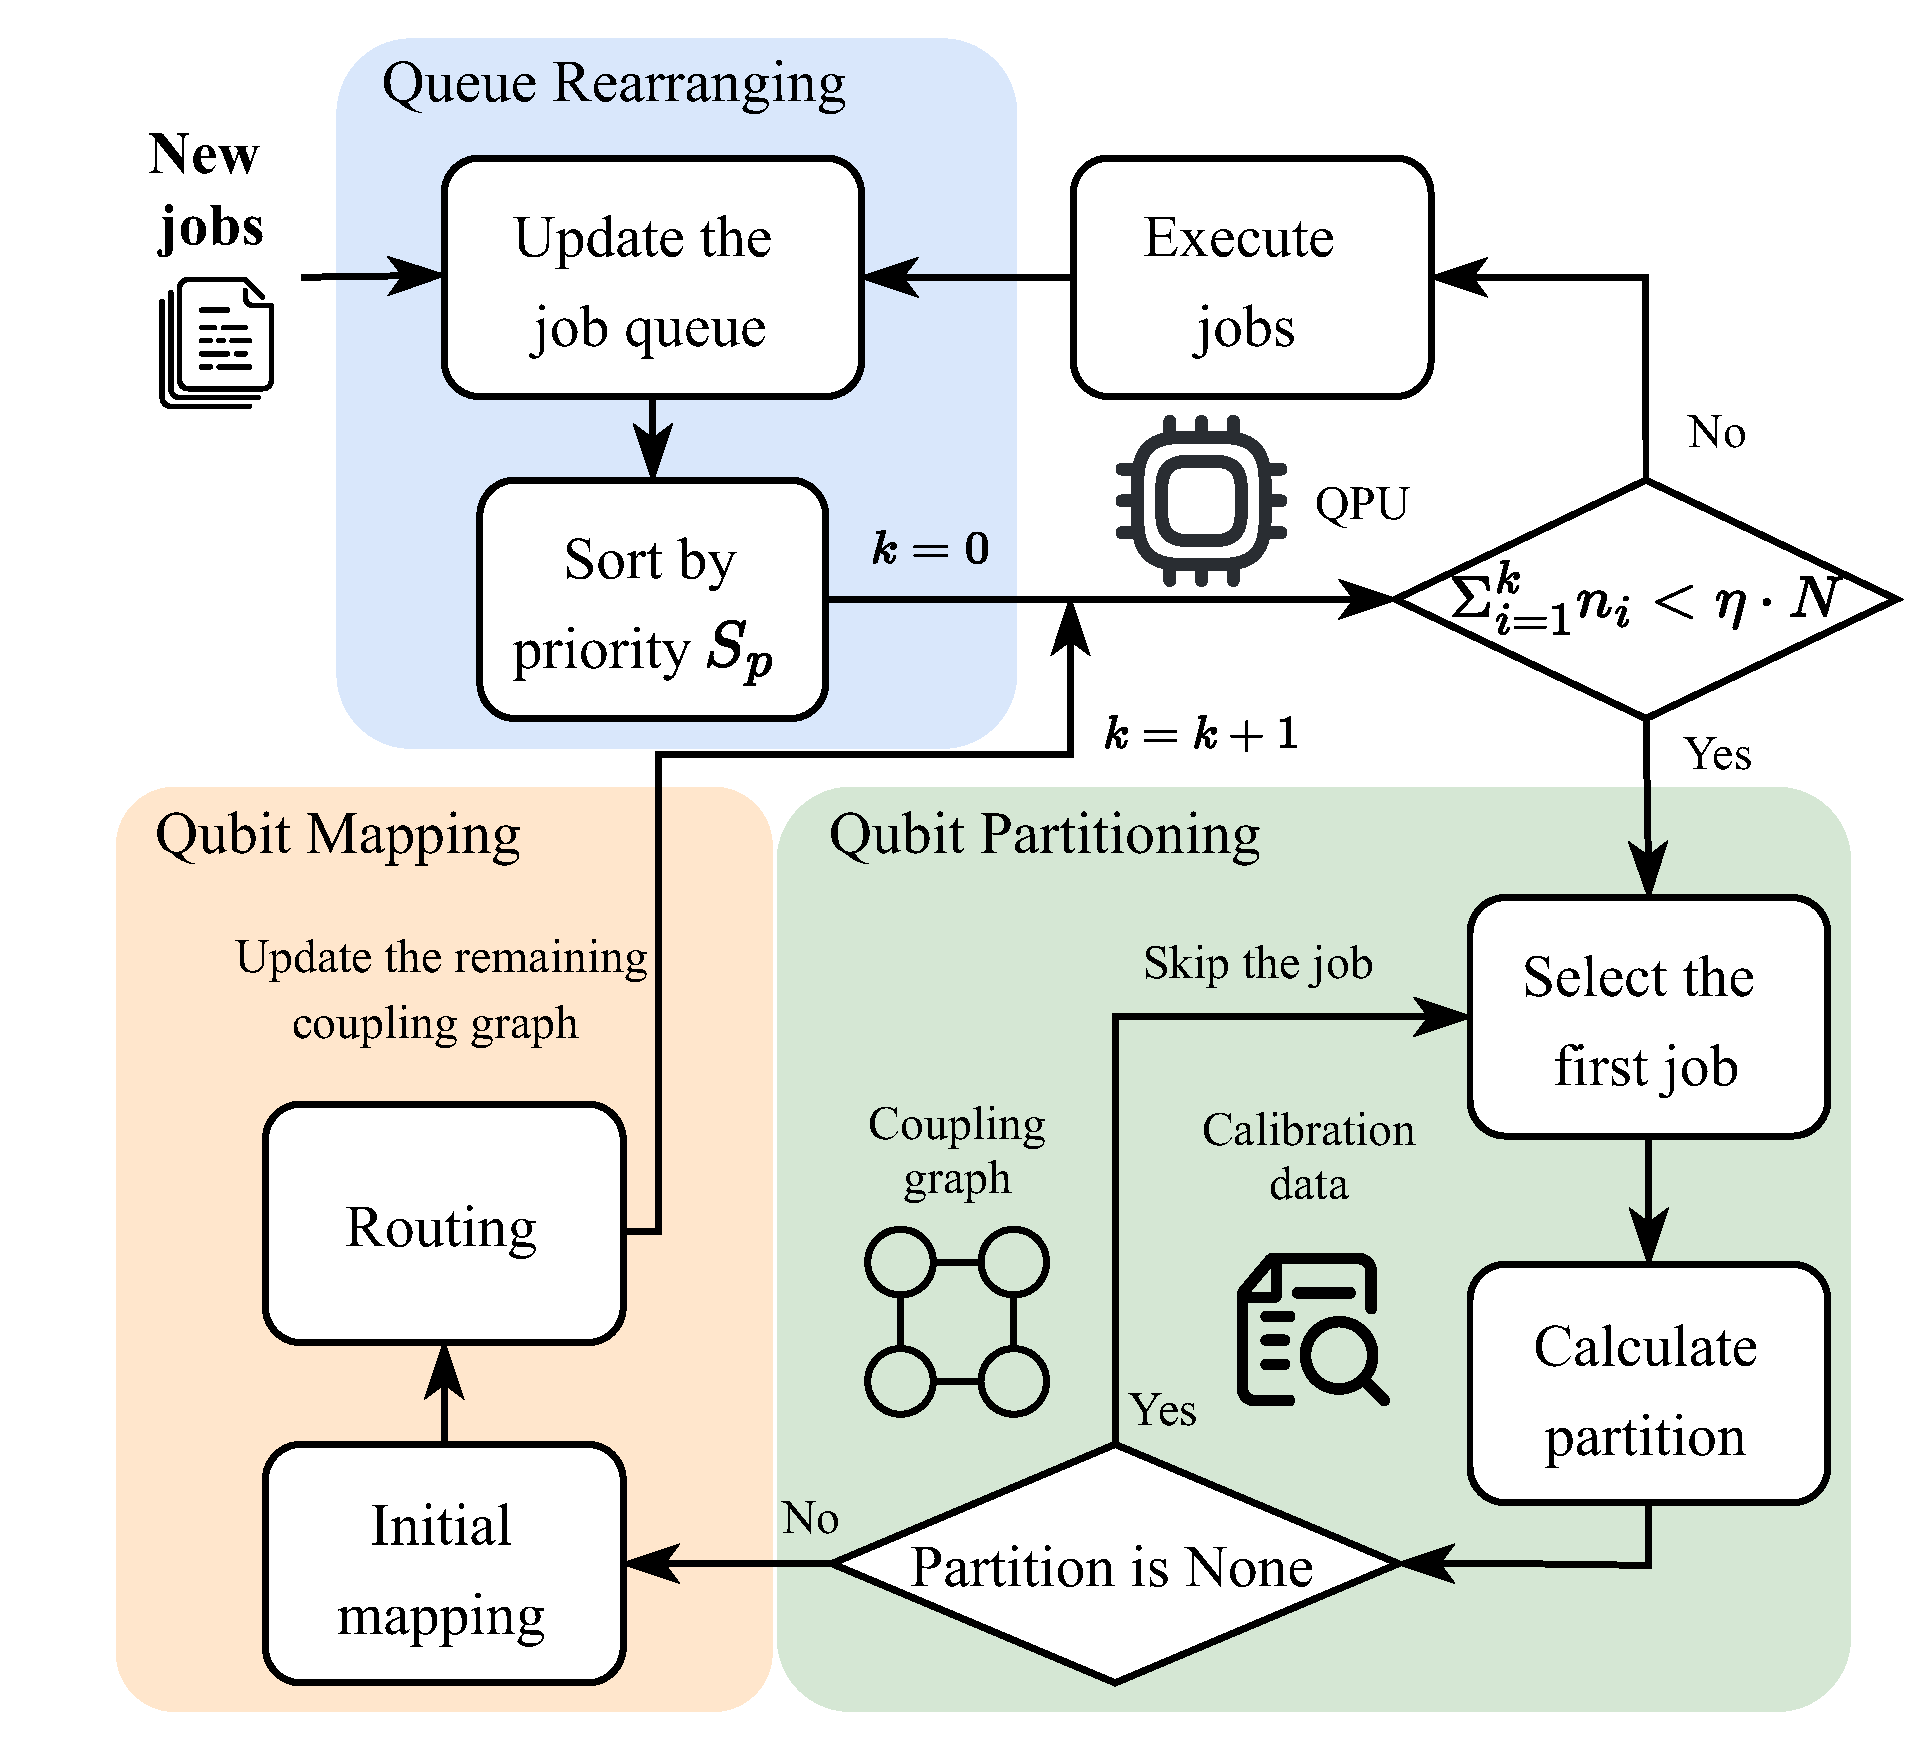 Queue Rearranging
New
jobs
Update the
job queue
Execute
jobs
No
QPU
Sort by
priority $S_p$
$k = 0$
$\Sigma_{i=1}^{k} n_i < \eta \cdot N$
$k = k + 1$
Yes
Qubit Mapping
Qubit Partitioning
Update the remaining
coupling graph
Skip the job
Select the
first job
Coupling
graph
Calibration
data
Routing
Calculate
partition
Yes
No
Initial
mapping
Partition is None